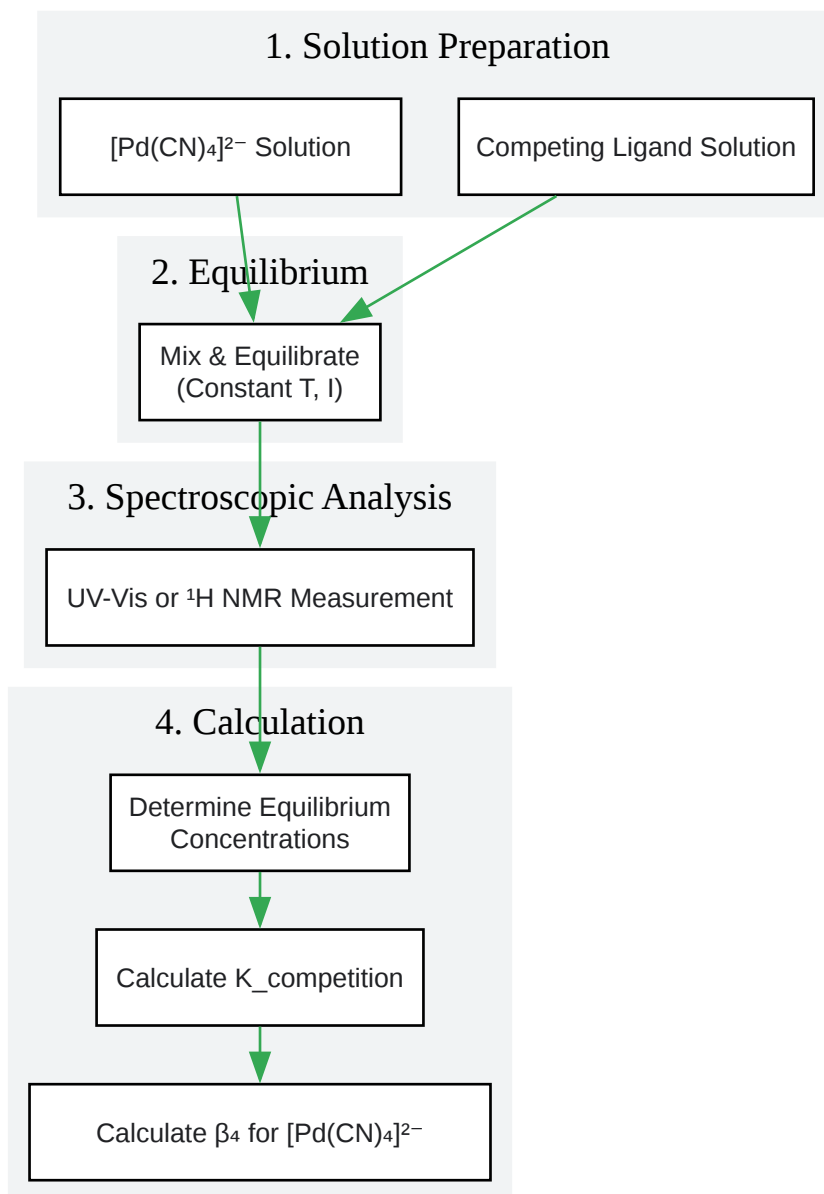 1. Solution Preparation
[Pd(CN)₄]²⁻ Solution
Competing Ligand Solution
2. Equilibrium
Mix & Equilibrate
(Constant T, I)
3. Spectroscopic Analysis
UV-Vis or ¹H NMR Measurement
4. Calculation
Determine Equilibrium
Concentrations
Calculate K_competition
Calculate β₄ for [Pd(CN)₄]²⁻